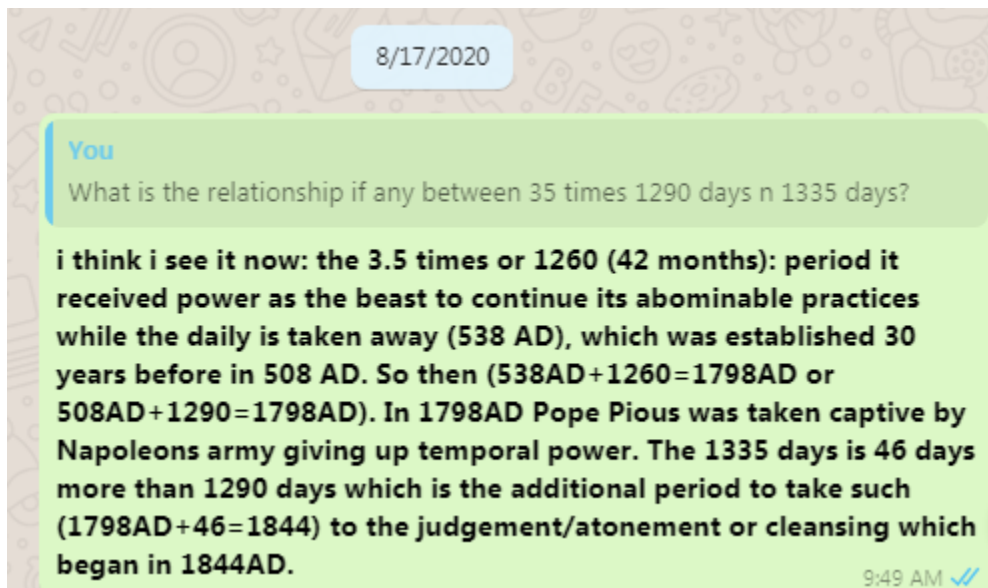 8/17/2020
You
What is the relationship if any between 35 times 1290 days n 1335 days?
i think i see it now: the 3.5 times or 1260 (42 months): period it
received power as the beast to continue its abominable practices
while the daily is taken away (538 AD), which was established 30
years before in 508 AD. So then (538AD+1260=1798AD or
508AD+1290=1798AD). In 1798AD Pope Pious was taken captive by
Napoleons army giving up temporal power. The 1335 days is 46 days
more than 1290 days which is the additional period to take such
(1798AD+46=1844) to the judgement/atonement or cleansing which
began in 1844AD.
9:49 AM